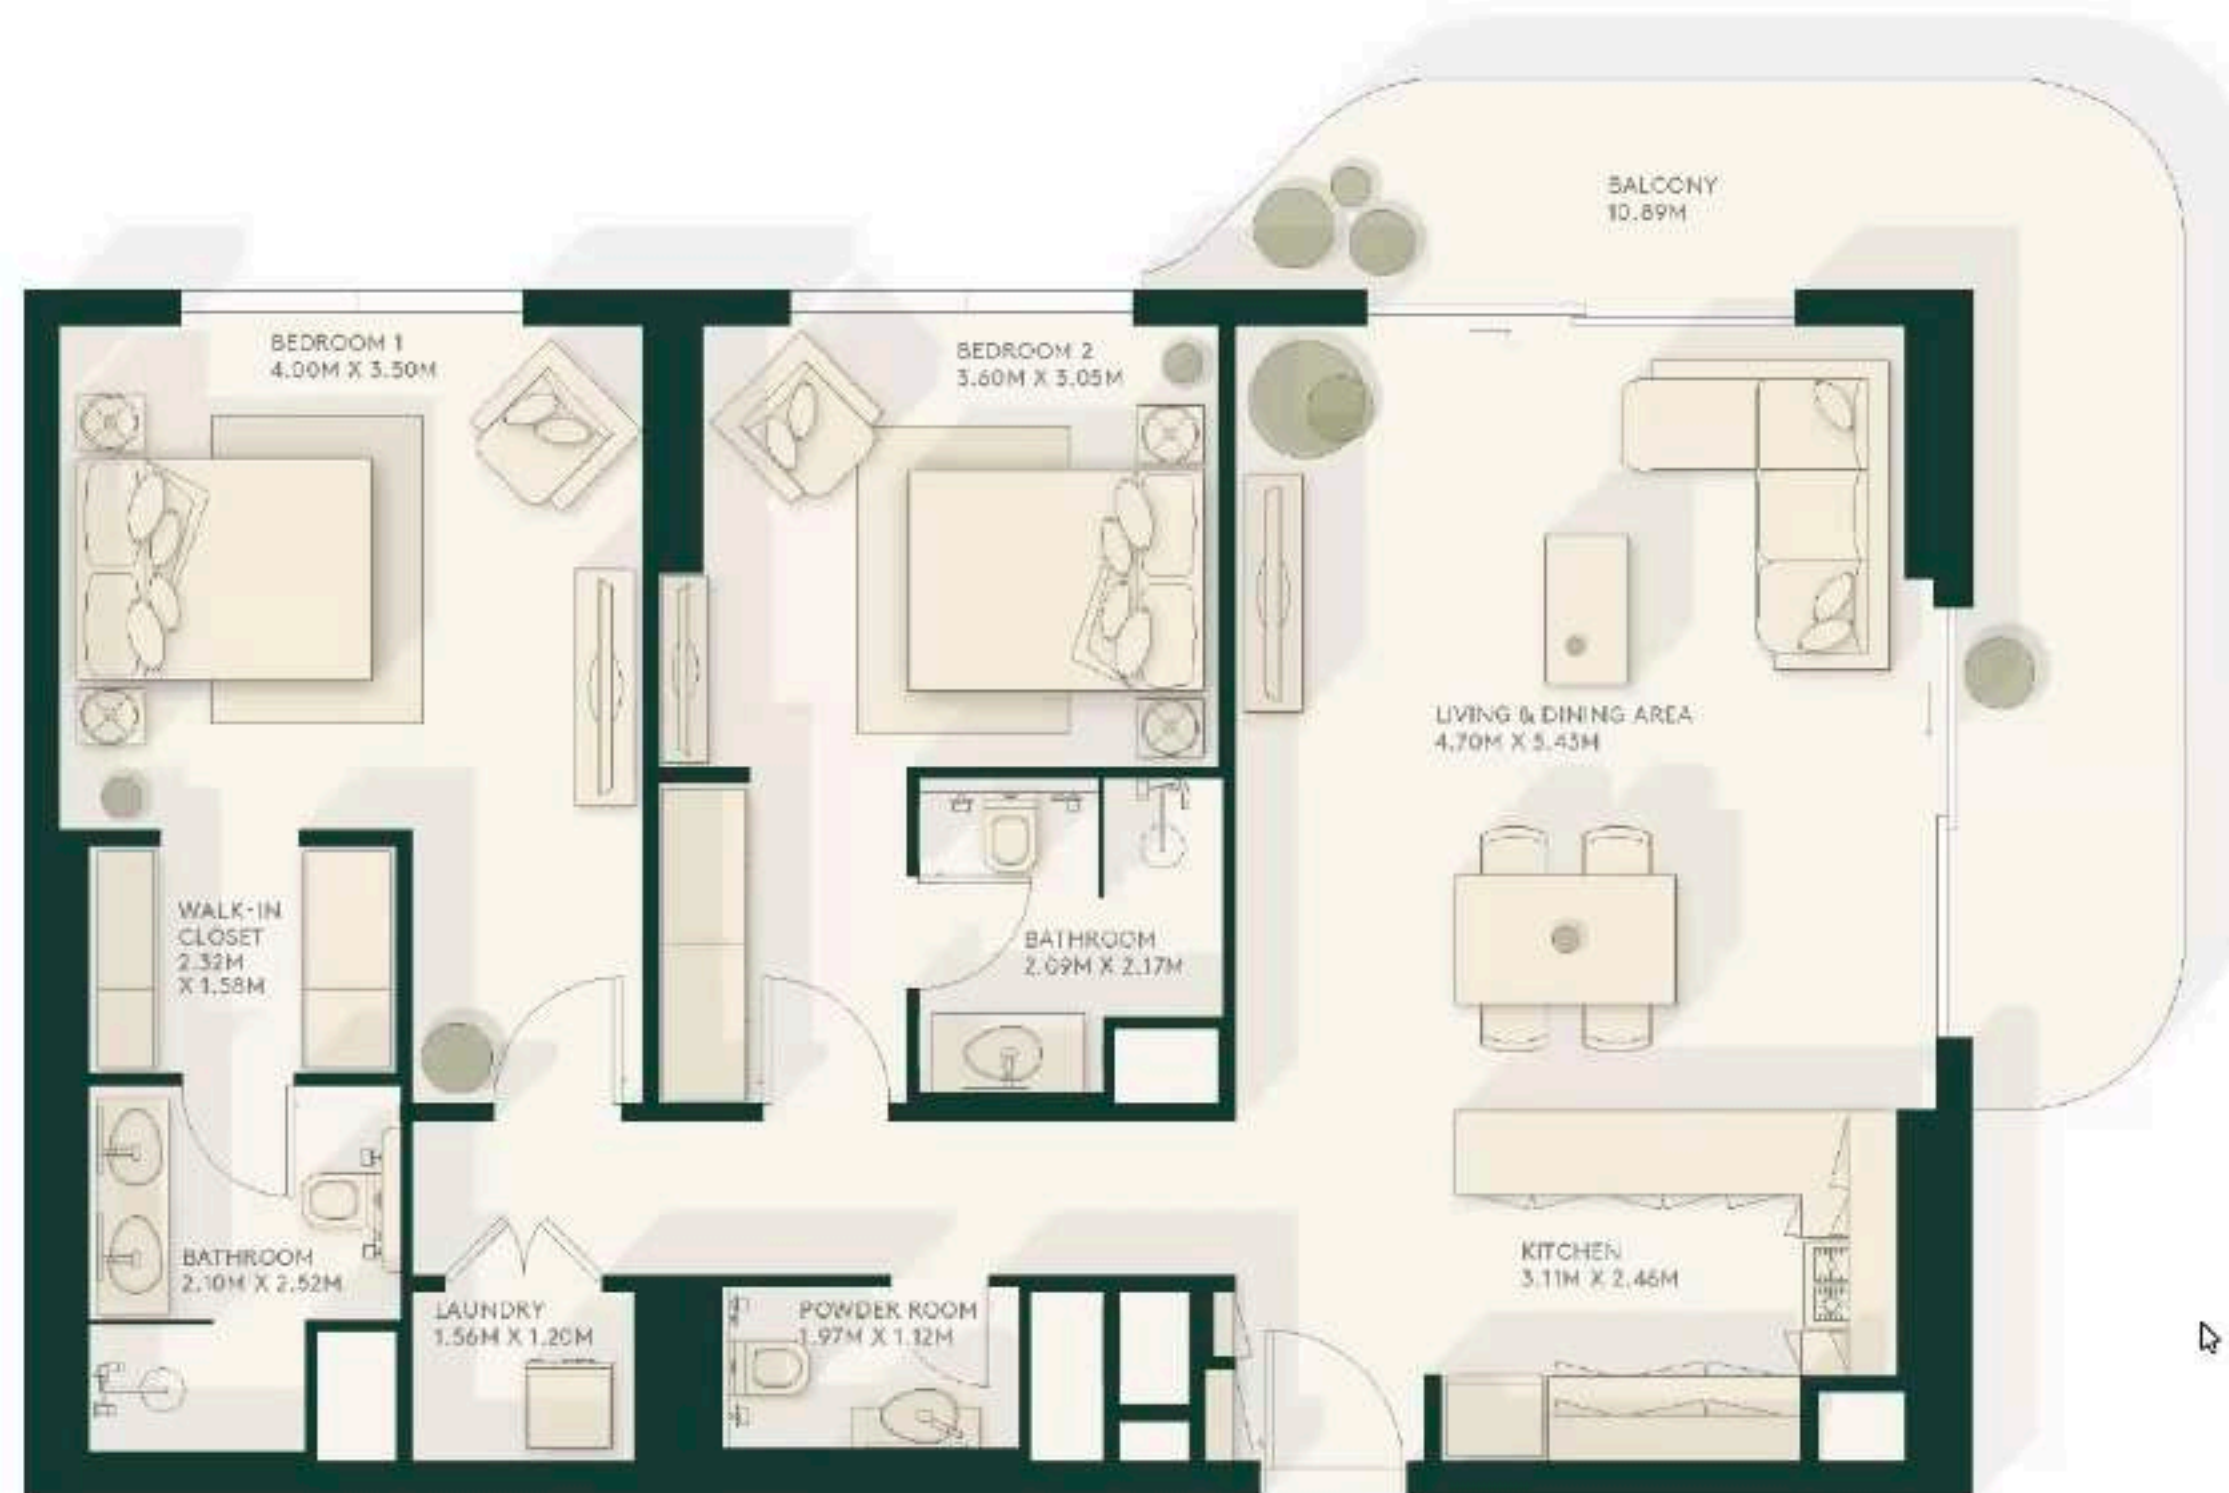 BALCONY
10.89M
BEDROOM 1
4.00M X 3.50M
BEDROOM 2
3.60M X 3.05M
LIVING & DINING AREA
4.70M X 5.43M
WALK-IN
CLOSET
2.32M
X 1.58M
BATHROOM
2.09M X 2.17M
BATHROOM
2.10M X 2.52M
LAUNDRY
1.56M X 1.20M
POWDER ROOM
1.97M X 1.12M
KITCHEN
3.11M X 2.46M